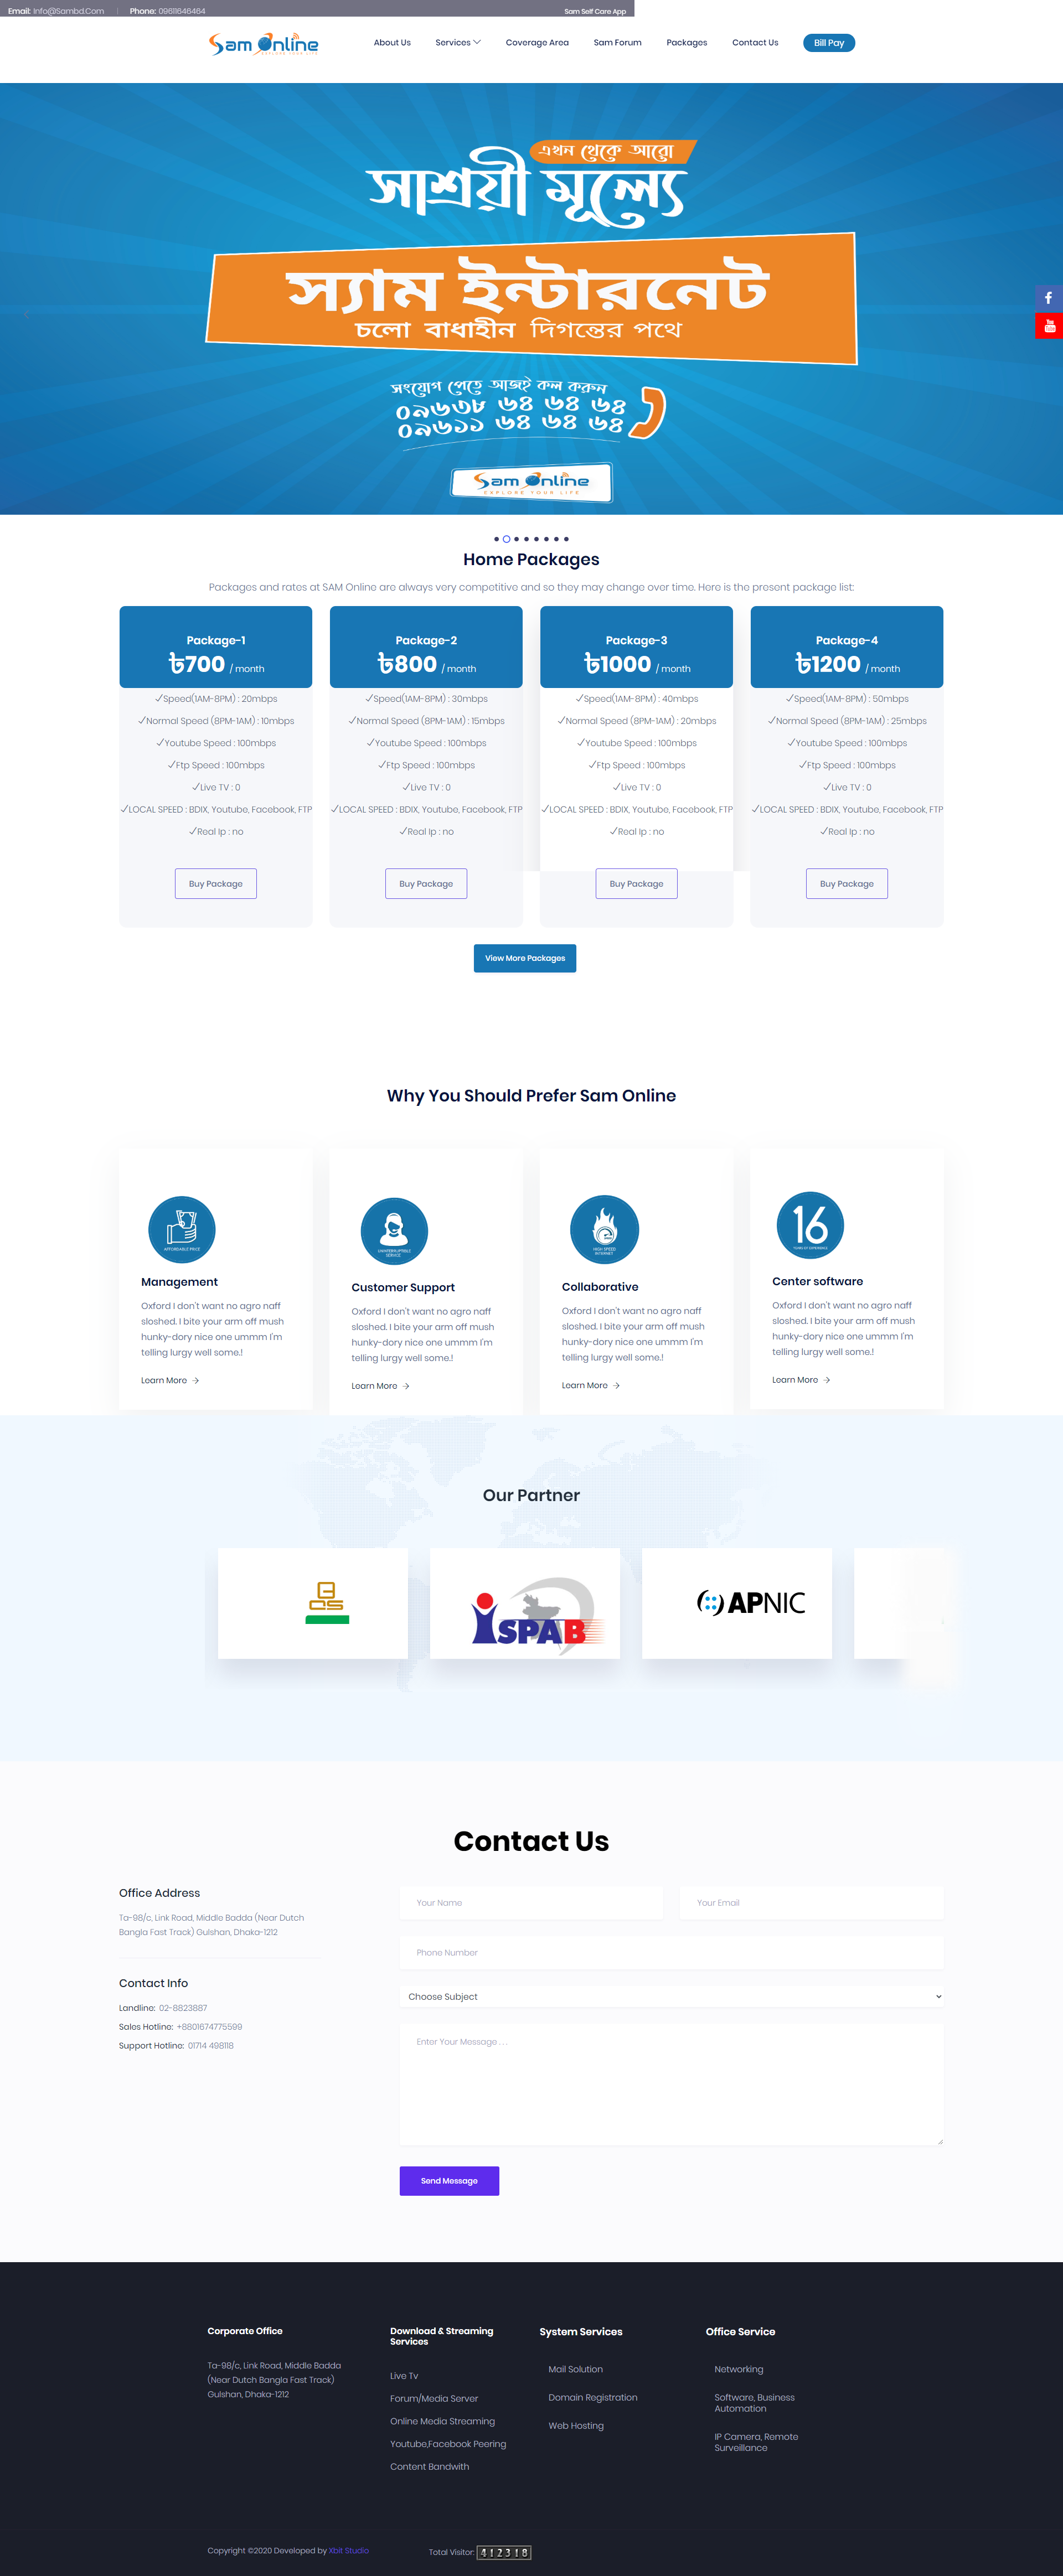 Email: Info@Sambd.Com | Phone: 09611646464
Sam Self Care App
Sam Online
EXPLORE YOUR LIFE
About Us
Services
Coverage Area
Sam Forum
Packages
Contact Us
Bill Pay
এখন থেকে আরো
সাশ্রয়ী মূল্যে
স্যাম ইন্টারনেট
চলো বাধাহীন দিগন্তের পথে
সংযোগ পেতে আজই কল করুন
০৯৬৩৮ ৬৪ ৬৪ ৬৪
০৯৬১১ ৬৪ ৬৪ ৬৪
Sam Online
EXPLORE YOUR LIFE
You
Tube
Home Packages
Packages and rates at SAM Online are always very competitive and so they may change over time. Here is the present package list:
Package-1
৳700 / month
Speed(1AM-8PM) : 20mbps
Normal Speed (8PM-1AM) : 10mbps
Youtube Speed : 100mbps
Ftp Speed : 100mbps
Live TV : 0
LOCAL SPEED : BDIX, Youtube, Facebook, FTP
Real Ip : no
Buy Package
Package-2
৳800 / month
Speed(1AM-8PM) : 30mbps
Normal Speed (8PM-1AM) : 15mbps
Youtube Speed : 100mbps
Ftp Speed : 100mbps
Live TV : 0
LOCAL SPEED : BDIX, Youtube, Facebook, FTP
Real Ip : no
Buy Package
Package-3
৳1000 / month
Speed(1AM-8PM) : 40mbps
Normal Speed (8PM-1AM) : 20mbps
Youtube Speed : 100mbps
Ftp Speed : 100mbps
Live TV : 0
LOCAL SPEED : BDIX, Youtube, Facebook, FTP
Real Ip : no
Buy Package
Package-4
৳1200 / month
Speed(1AM-8PM) : 50mbps
Normal Speed (8PM-1AM) : 25mbps
Youtube Speed : 100mbps
Ftp Speed : 100mbps
Live TV : 0
LOCAL SPEED : BDIX, Youtube, Facebook, FTP
Real Ip : no
Buy Package
View More Packages
Why You Should Prefer Sam Online
AFFORDABLE PRICE
Management
Oxford I don't want no agro naff
sloshed. I bite your arm off mush
hunky-dory nice one ummm I'm
telling lurgy well some.!
Learn More
UNINTERRUPTIBLE
SERVICE
Customer Support
Oxford I don't want no agro naff
sloshed. I bite your arm off mush
hunky-dory nice one ummm I'm
telling lurgy well some.!
Learn More
HIGH SPEED
INTERNET
Collaborative
Oxford I don't want no agro naff
sloshed. I bite your arm off mush
hunky-dory nice one ummm I'm
telling lurgy well some.!
Learn More
16
YEARS OF EXPERIENCE
Center software
Oxford I don't want no agro naff
sloshed. I bite your arm off mush
hunky-dory nice one ummm I'm
telling lurgy well some.!
Learn More
Our Partner
ISPAB
APNIC
Contact Us
Office Address
Ta-98/c, Link Road, Middle Badda (Near Dutch
Bangla Fast Track) Gulshan, Dhaka-1212
Contact Info
Landline: 02-8823887
Sales Hotline: +8801674775599
Support Hotline: 01714 498118
Your Name
Your Email
Phone Number
Choose Subject
Enter Your Message . . .
Send Message
Corporate Office
Ta-98/c, Link Road, Middle Badda
(Near Dutch Bangla Fast Track)
Gulshan, Dhaka-1212
Download & Streaming
Services
Live Tv
Forum/Media Server
Online Media Streaming
Youtube,Facebook Peering
Content Bandwith
System Services
Mail Solution
Domain Registration
Web Hosting
Office Service
Networking
Software, Business
Automation
IP Camera, Remote
Surveillance
Copyright ©2020 Developed by Xbit Studio
Total Visitor: 412318